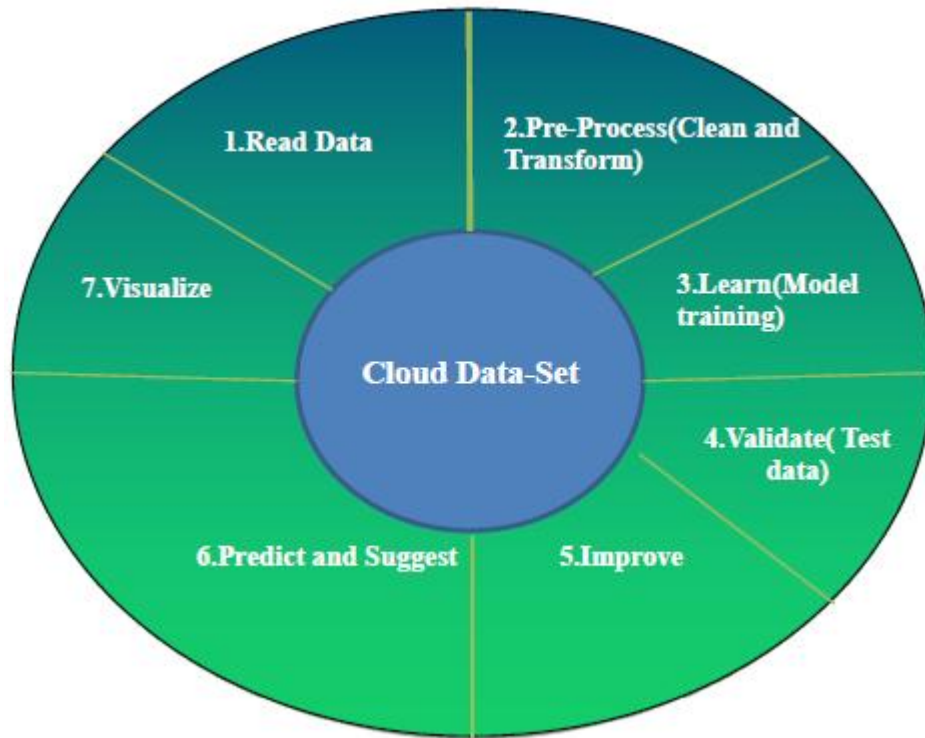 1.Read Data
2.Pre-Process(Clean and
Transform)
3.Learn(Model
training)
4.Validate( Test
data)
5.Improve
6.Predict and Suggest
7.Visualize
Cloud Data-Set